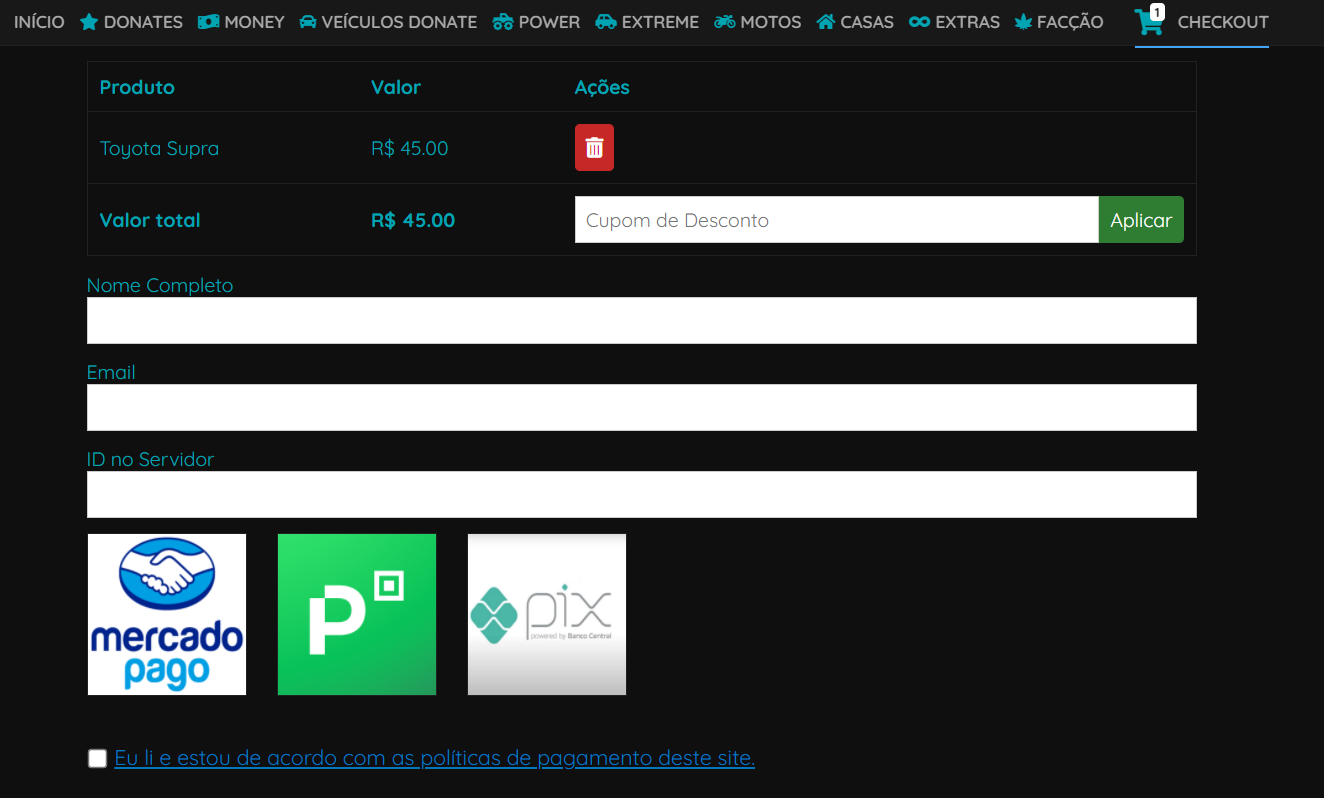 INÍCIO DONATES MONEY VEÍCULOS DONATE POWER EXTREME MOTOS CASAS EXTRAS FACÇÃO 1 CHECKOUT
Produto Valor Ações
Toyota Supra R$ 45.00
Valor total R$ 45.00 Cupom de Desconto Aplicar
Nome Completo
Email
ID no Servidor
mercado
pago
P
pix
powered by Banco Central
Eu li e estou de acordo com as políticas de pagamento deste site.